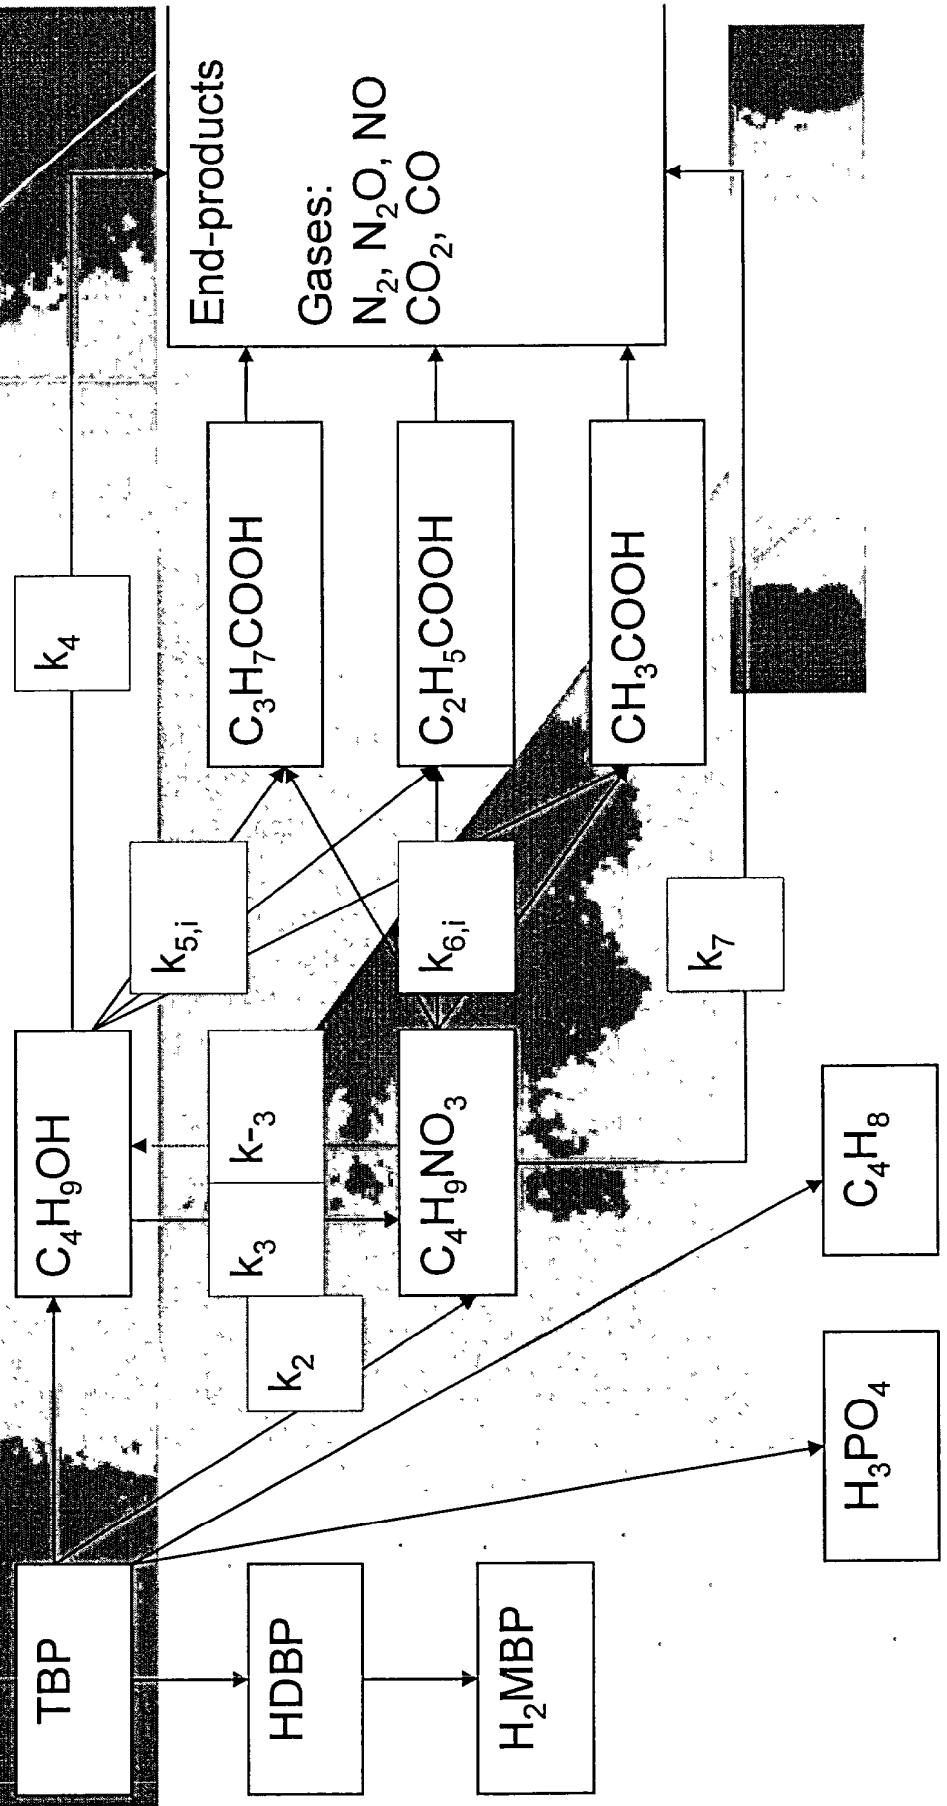 TBP
C₄H₉OH
k₄
k₅,ᵢ
HDBP
k₂
k₃
k-₃
C₃H₇COOH
End-products
Gases:
N₂, N₂O, NO
CO₂, CO
H₂MBP
C₄H₉NO₃
k₆,ᵢ
C₂H₅COOH
CH₃COOH
k₇
H₃PO₄
C₄H₈